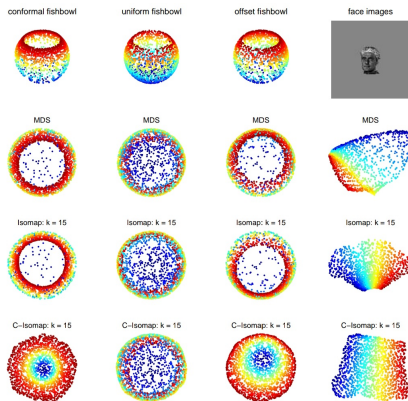 conformal fishbowl uniform fishbowl offset fishbowl face images
MDS MDS MDS MDS
Isomap: k = 15 Isomap: k = 15 Isomap: k = 15 Isomap: k = 15
C-Isomap: k = 15 C-Isomap: k = 15 C-Isomap: k = 15 C-Isomap: k = 15